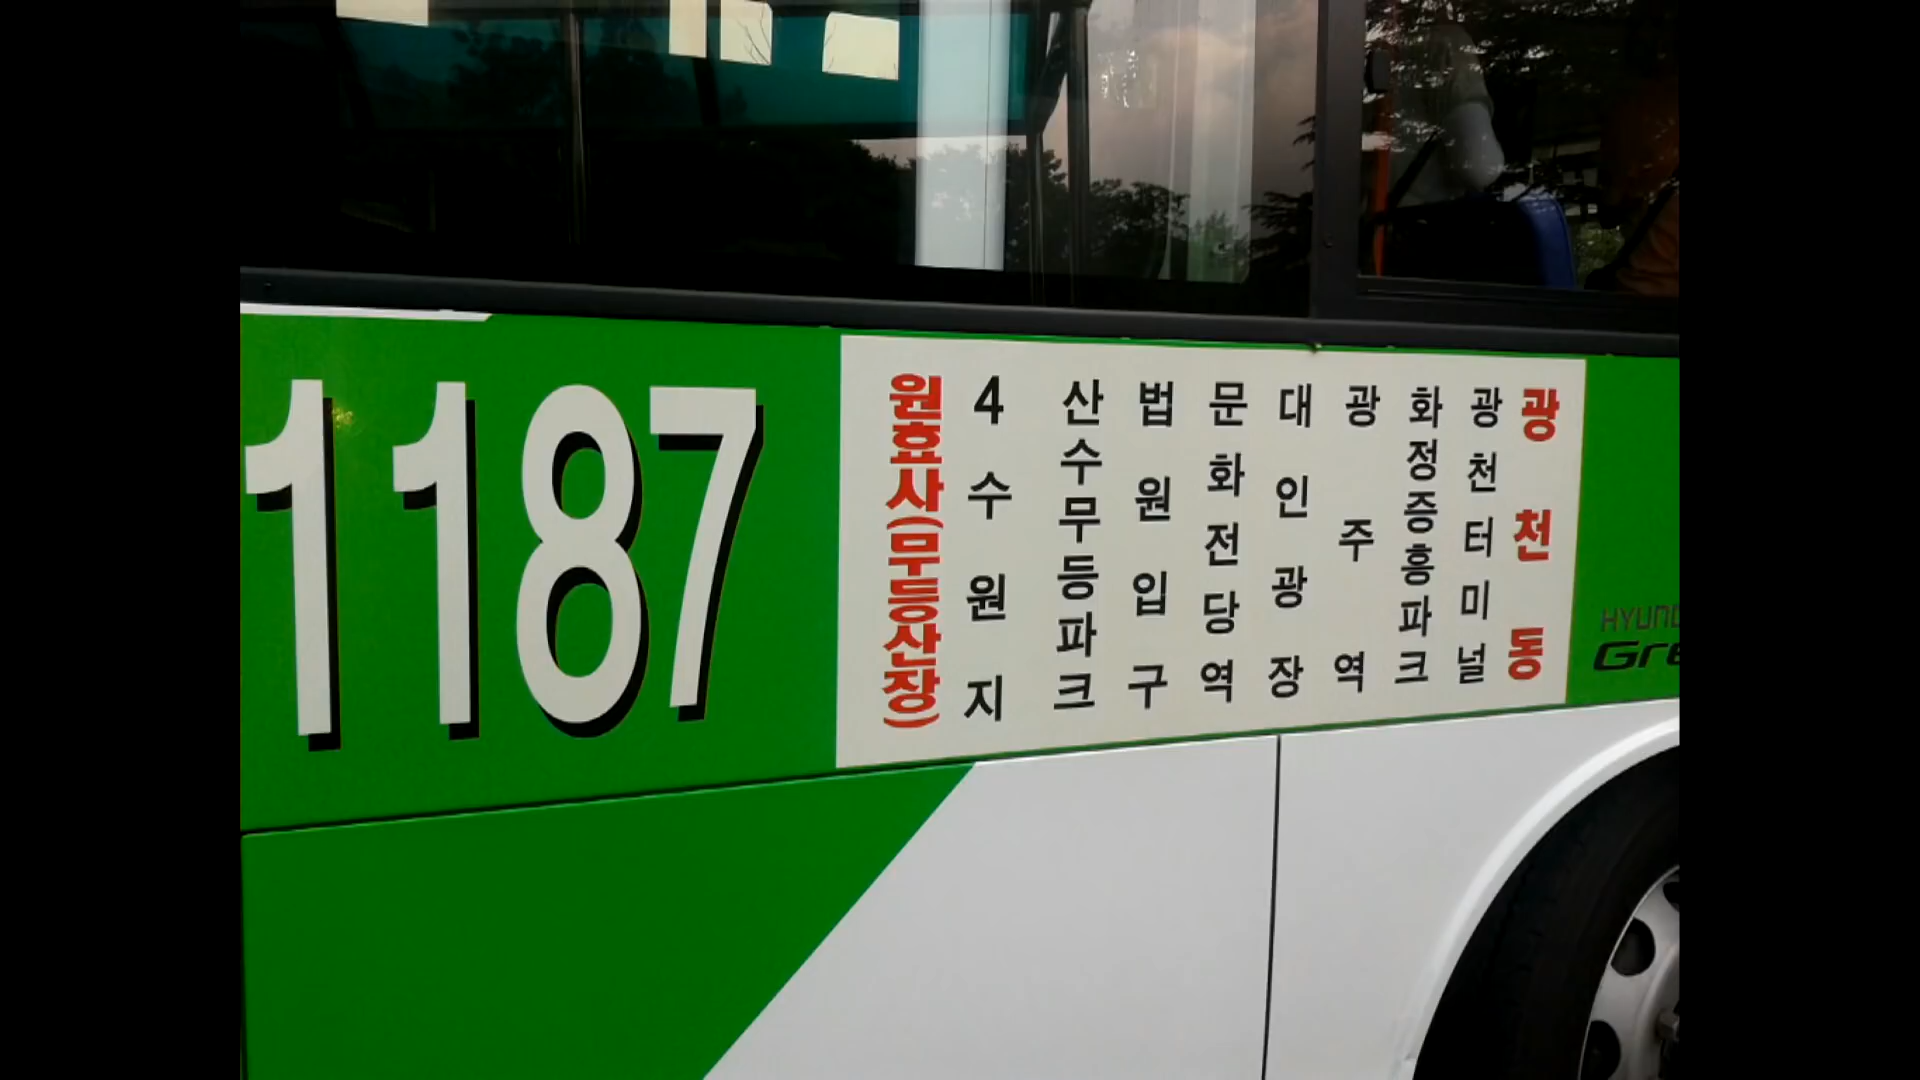 1187
원효사(무등산장)
4수원지
산수무등파크
법원입구
문화전당역
대인광장
광주역
화정증흥파크
광천터미널
광천동